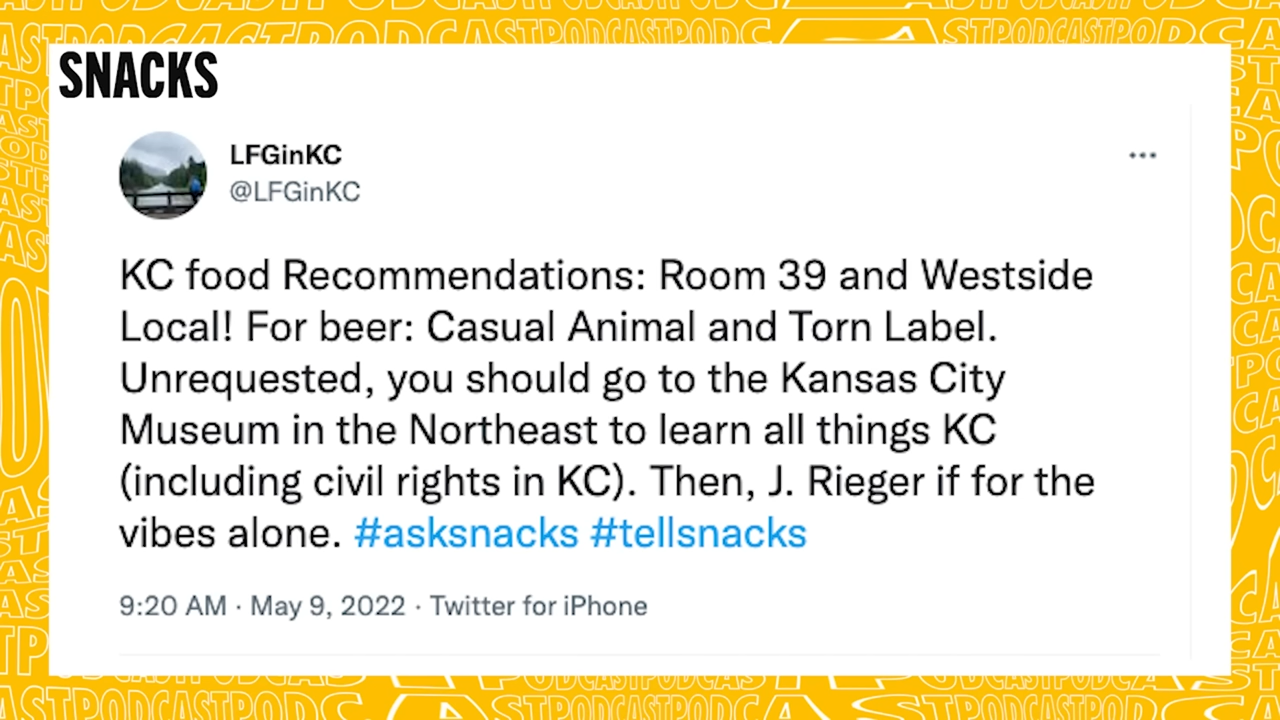 SNACKS
LFGinKC
@LFGinKC
KC food Recommendations: Room 39 and Westside
Local! For beer: Casual Animal and Torn Label.
Unrequested, you should go to the Kansas City
Museum in the Northeast to learn all things KC
(including civil rights in KC). Then, J. Rieger if for the
vibes alone. #asksnacks #tellsnacks
9:20 AM · May 9, 2022 · Twitter for iPhone